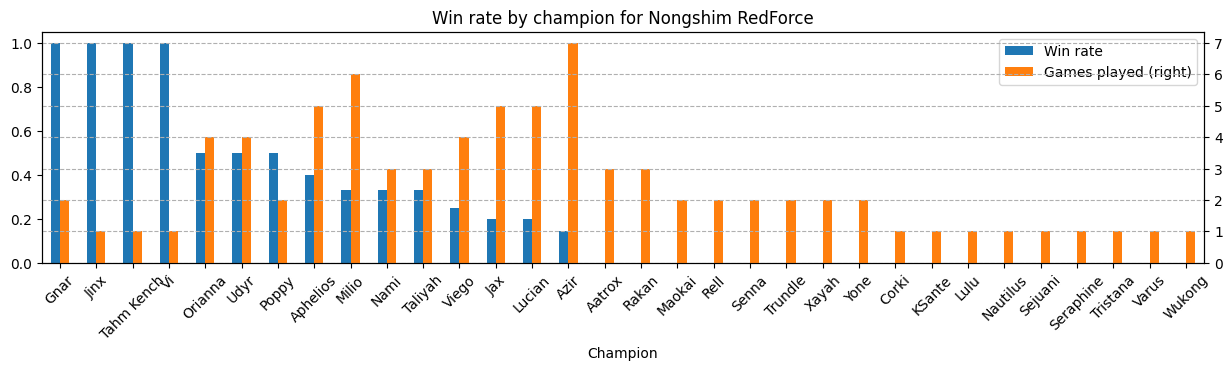 Win rate by champion for Nongshim RedForce
Win rate
Games played (right)
1.0
0.8
0.6
0.4
0.2
0.0
7
6
5
4
3
2
1
0
Gnar
Jinx
Tahm Kench
Vi
Orianna
Udyr
Poppy
Aphelios
Milio
Nami
Taliyah
Viego
Jax
Lucian
Azir
Aatrox
Rakan
Maokai
Rell
Senna
Trundle
Xayah
Yone
Corki
KSante
Lulu
Nautilus
Sejuani
Seraphine
Tristana
Varus
Wukong
Champion